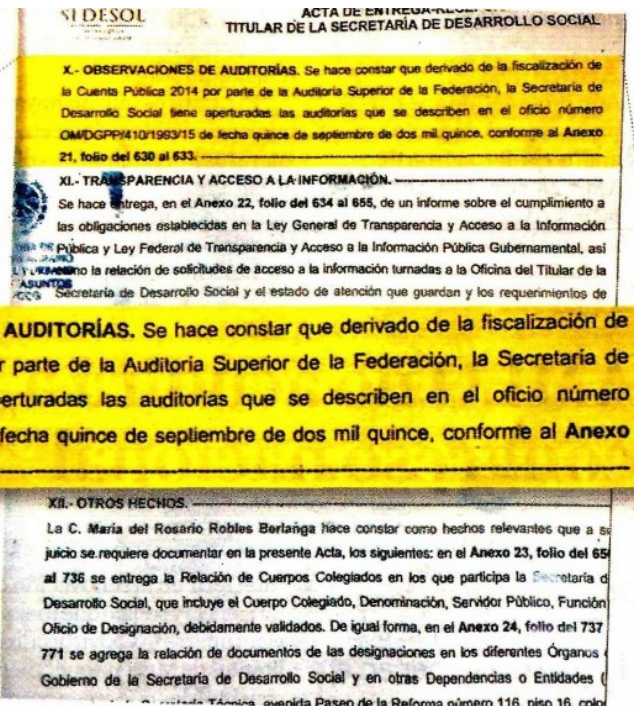 SEDESOL
ACTA DE ENTREGA-RECEPC
TITULAR DE LA SECRETARÍA DE DESARROLLO SOCIAL
X.- OBSERVACIONES DE AUDITORÍAS. Se hace constar que derivado de la fiscalización de
la Cuenta Pública 2014 por parte de la Auditoria Superior de la Federación, la Secretaría de
Desarrollo Social tiene aperturadas las auditorías que se describen en el oficio número
OM/DGPP/410/1993/15 de fecha quince de septiembre de dos mil quince, conforme al Anexo
21, folio del 630 al 633.
XI.- TRANSPARENCIA Y ACCESO A LA INFORMACIÓN.
Se hace entrega, en el Anexo 22, folio del 634 al 655, de un informe sobre el cumplimiento a
las obligaciones establecidas en la Ley General de Transparencia y Acceso a la Información
Pública y Ley Federal de Transparencia y Acceso a la Información Pública Gubernamental, así
como la relación de solicitudes de acceso a la información turnadas a la Oficina del Titular de la
ASUNTOS
Secretaría de Desarrollo Social y el estado de atención que guardan y los requerimientos de
AUDITORÍAS. Se hace constar que derivado de la fiscalización de
r parte de la Auditoria Superior de la Federación, la Secretaría de
erturadas las auditorías que se describen en el oficio número
fecha quince de septiembre de dos mil quince, conforme al Anexo
XII.- OTROS HECHOS.
La C. María del Rosario Robles Berlanga hace constar como hechos relevantes que a su
juicio se requiere documentar en la presente Acta, los siguientes: en el Anexo 23, folio del 656
al 736 se entrega la Relación de Cuerpos Colegiados en los que participa la Secretaría d
Desarrollo Social, que incluye el Cuerpo Colegiado, Denominación, Servidor Público, Función
Oficio de Designación, debidamente validados. De igual forma, en el Anexo 24, folio del 737
771 se agrega la relación de documentos de las designaciones en los diferentes Órganos
Gobierno de la Secretaría de Desarrollo Social y en otras Dependencias o Entidades (
Técnica, avenida Paseo de la Reforma número 116, piso 16, colo